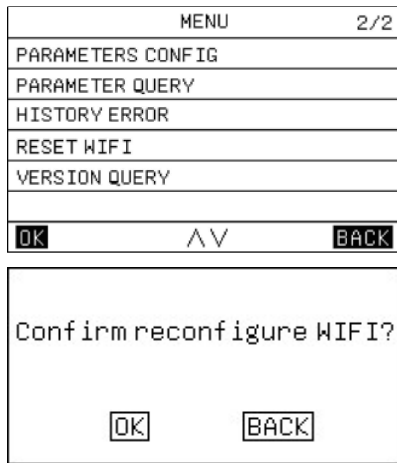 MENU 2/2
PARAMETERS CONFIG
PARAMETER QUERY
HISTORY ERROR
RESET WIFI
VERSION QUERY
OK ∧∨ BACK
Confirm reconfigure WIFI?
OK BACK